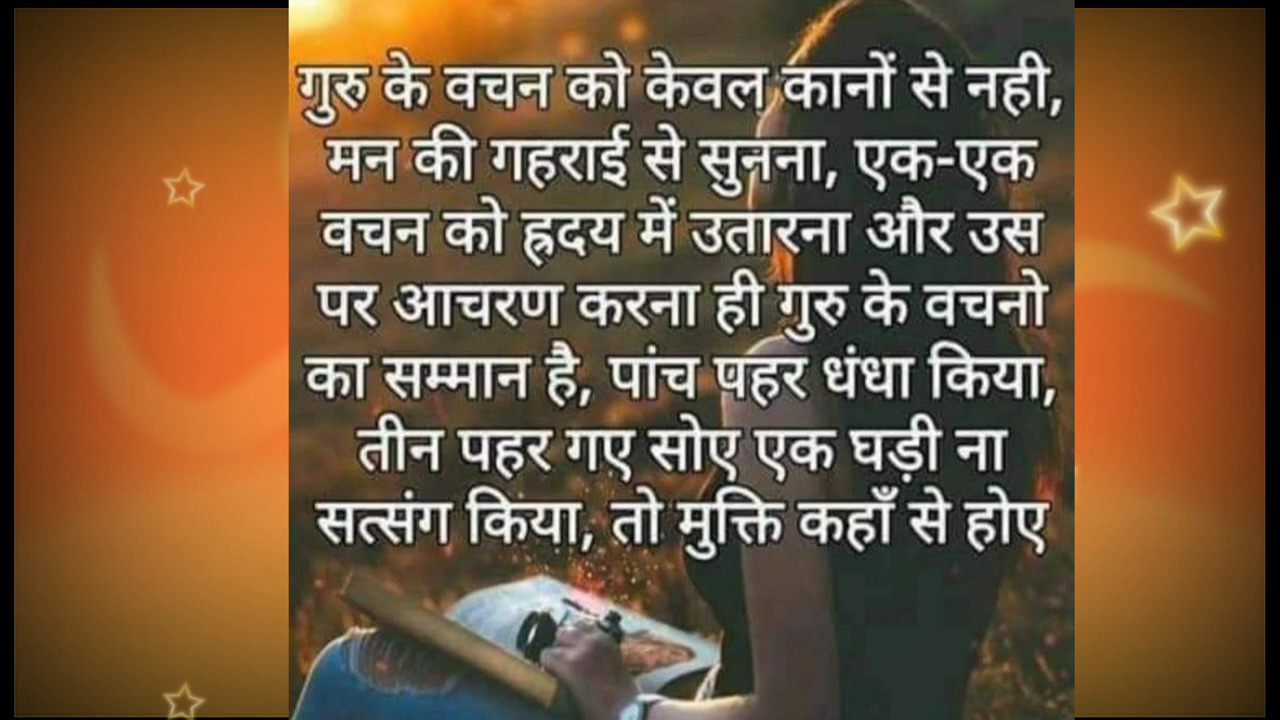 गुरु के वचन को केवल कानों से नही,
मन की गहराई से सुनना, एक-एक
वचन को ह्रदय में उतारना और उस
पर आचरण करना ही गुरु के वचनो
का सम्मान है, पांच पहर धंधा किया,
तीन पहर गए सोए एक घड़ी ना
सत्संग किया, तो मुक्ति कहाँ से होए